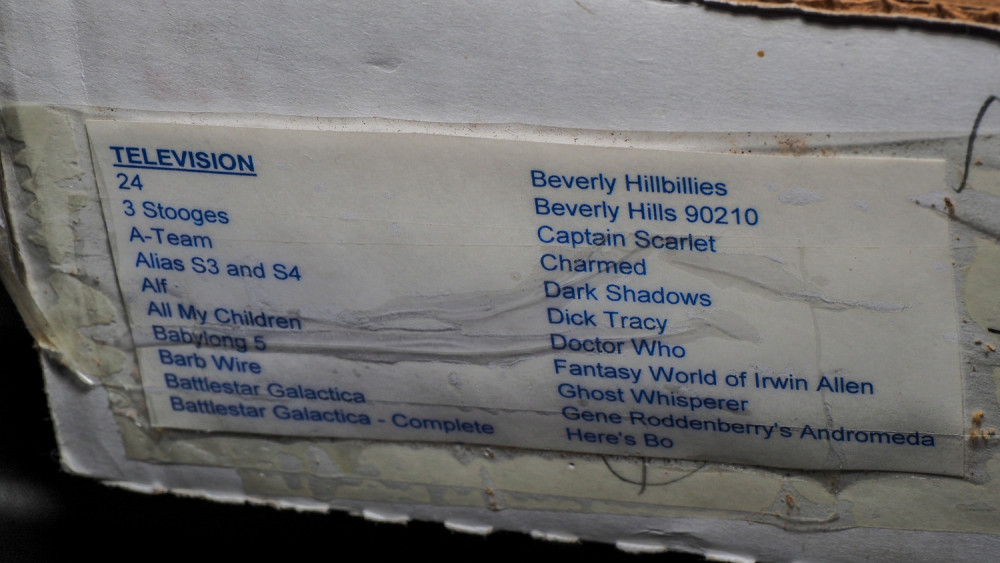 TELEVISION
24
3 Stooges
A-Team
Alias S3 and S4
Alf
All My Children
Babylong 5
Barb Wire
Battlestar Galactica
Battlestar Galactica - Complete
Beverly Hillbillies
Beverly Hills 90210
Captain Scarlet
Charmed
Dark Shadows
Dick Tracy
Doctor Who
Fantasy World of Irwin Allen
Ghost Whisperer
Gene Roddenberry's Andromeda
Here's Bo